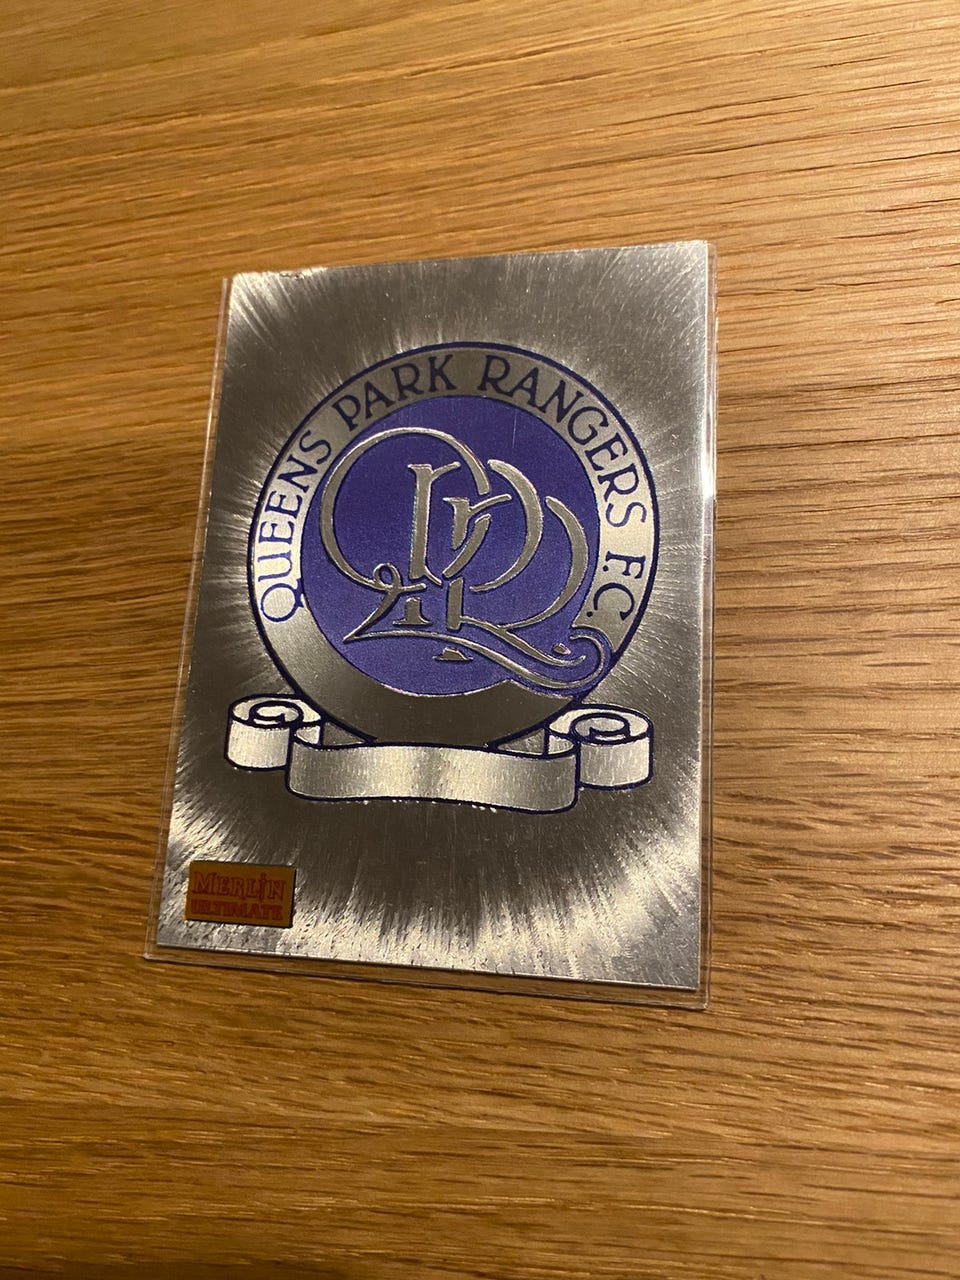 QUEENS PARK RANGERS F.C.
QPR
MERLIN
ULTIMATE